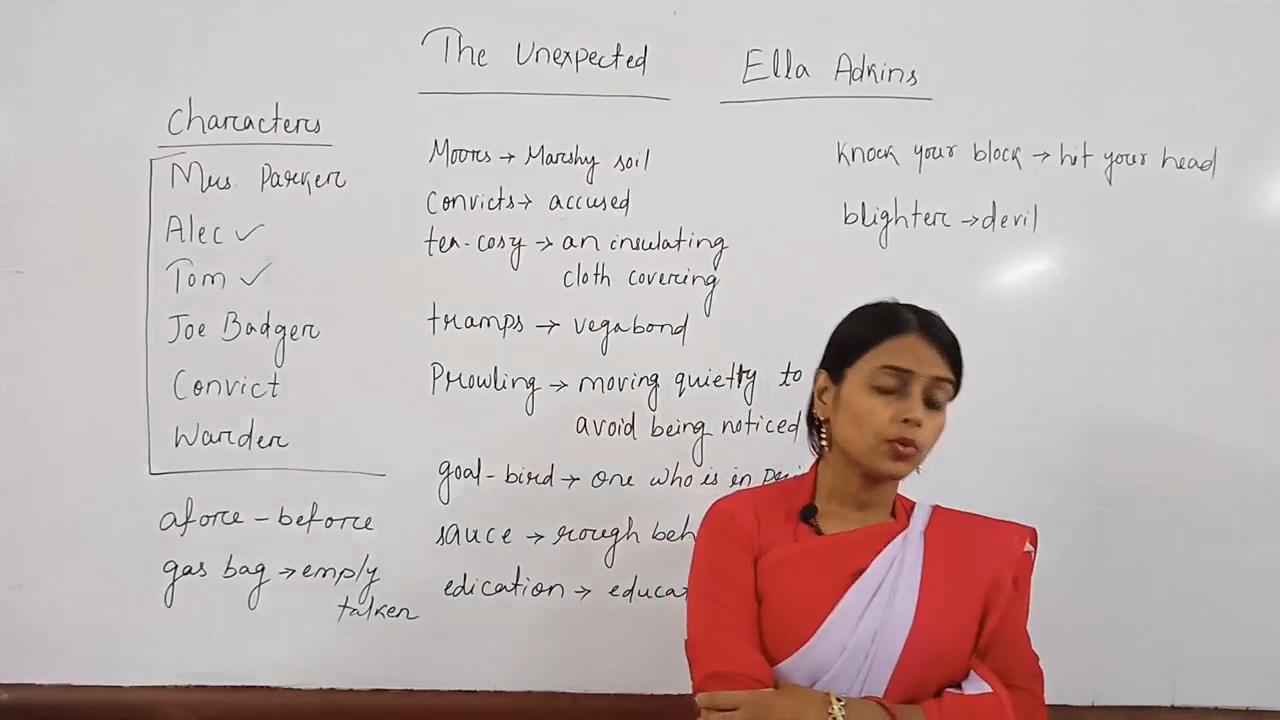 The Unexpected
Ella Adkins
Characters
Mrs. Parker
Alec ✓
Tom ✓
Joe Badger
Convict
Warder
afore - before
gas bag → emply
talker
Moors → Marshy soil
Convicts → accused
tea-cosy → an insulating
cloth covering
tramps → vegabond
Prowling → moving quietly to
avoid being noticed
goal-bird → one who is in
sauce → rough
edication →
Knock your block → hit your head
blighter → devil